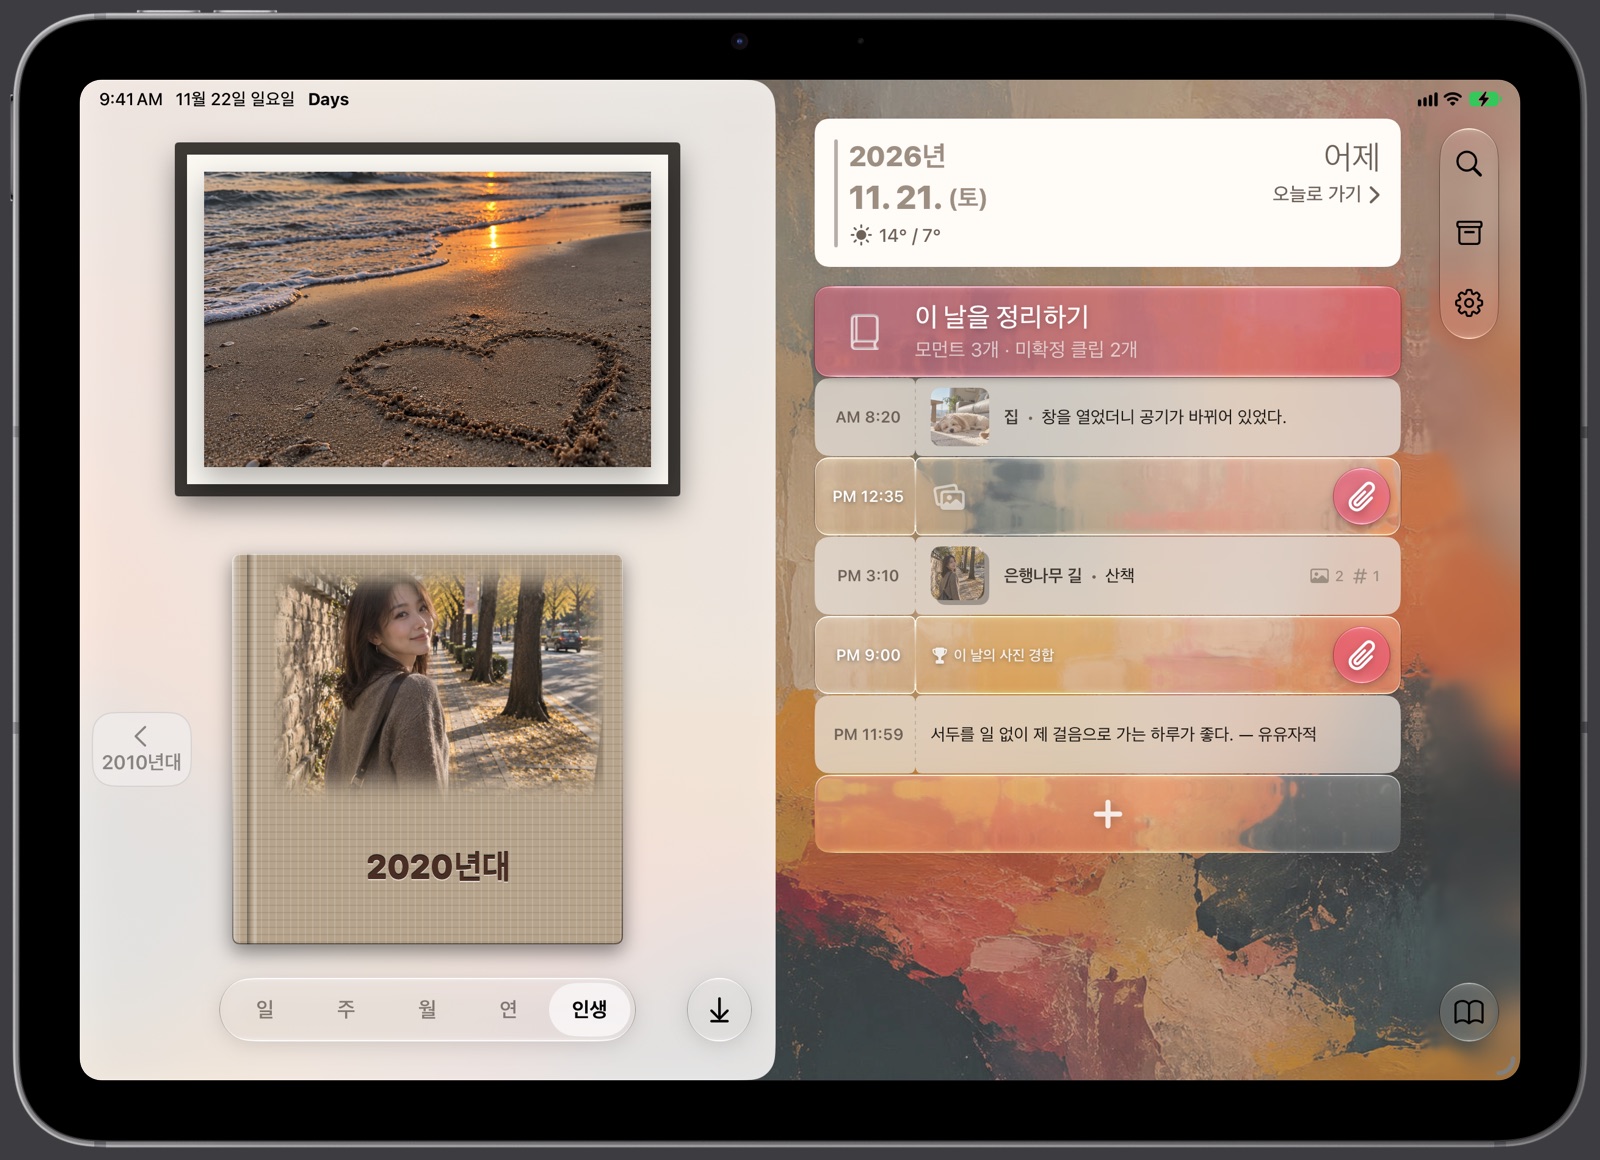 9:41 AM 11월 22일 일요일 Days
2026년
어제
11. 21. (토)
오늘로 가기
14° / 7°
이 날을 정리하기
모먼트 3개 · 미확정 클립 2개
AM 8:20 집 • 창을 열었더니 공기가 바뀌어 있었다.
PM 12:35
PM 3:10 은행나무 길 • 산책 2 # 1
PM 9:00 이 날의 사진 경합
PM 11:59 서두를 일 없이 제 걸음으로 가는 하루가 좋다. — 유유자적
2010년대
2020년대
일 주 월 연 인생